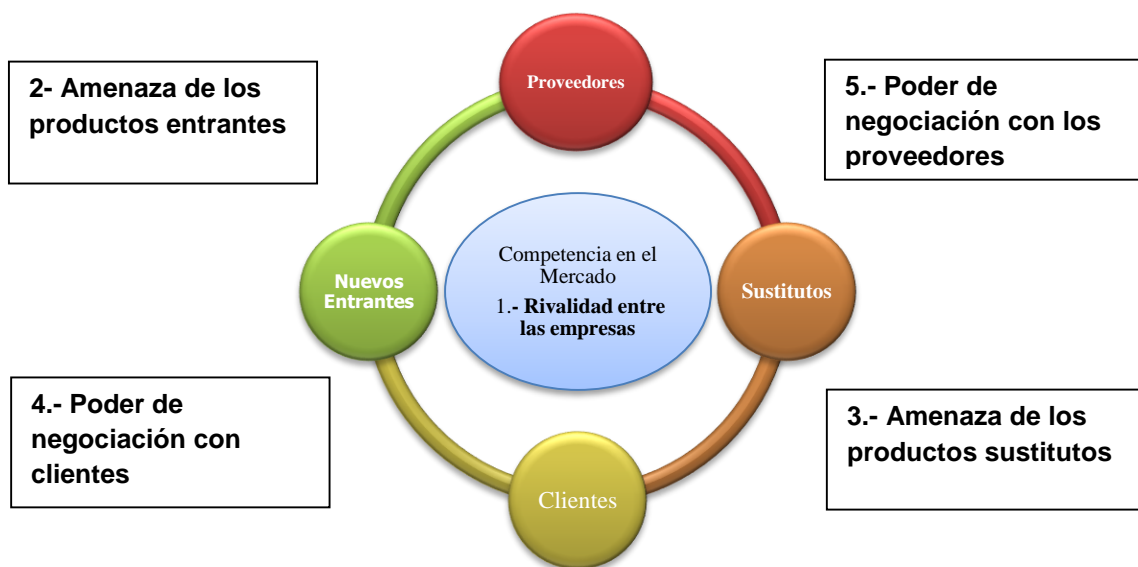 Proveedores
2- Amenaza de los
productos entrantes
5.- Poder de
negociación con los
proveedores
Nuevos
Entrantes
Competencia en el
Mercado
1.- Rivalidad entre
las empresas
Sustitutos
4.- Poder de
negociación con
clientes
3.- Amenaza de los
productos sustitutos
Clientes